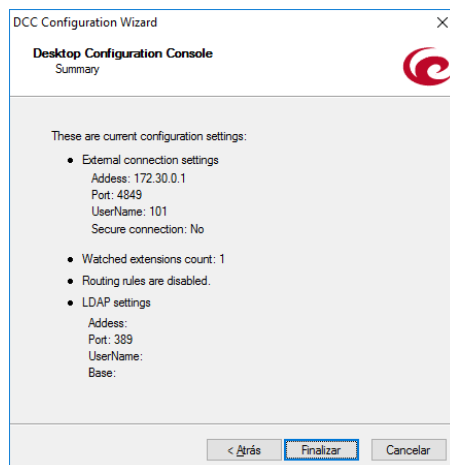 DCC Configuration Wizard
Desktop Configuration Console
Summary
These are current configuration settings:
External connection settings
Addess: 172.30.0.1
Port: 4849
UserName: 101
Secure connection: No
Watched extensions count: 1
Routing rules are disabled.
LDAP settings
Addess:
Port: 389
UserName:
Base:
< Atrás Finalizar Cancelar